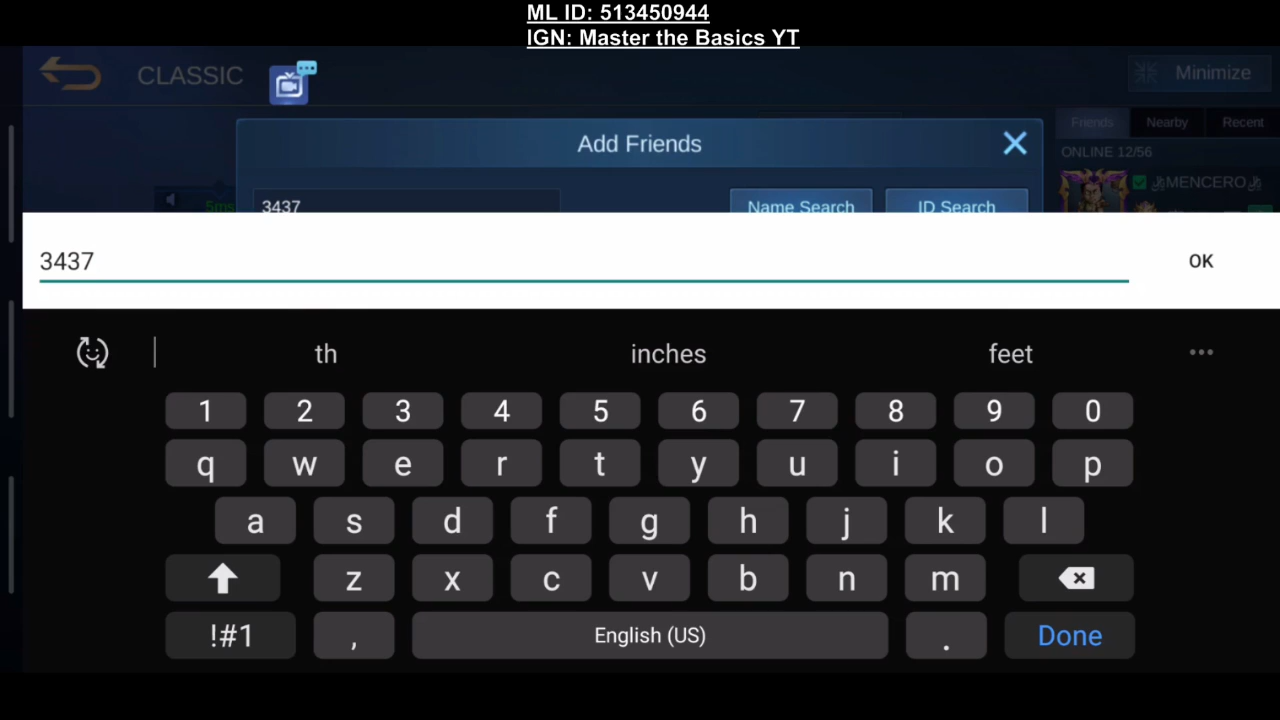 ML ID: 513450944
IGN: Master the Basics YT
CLASSIC
Minimize
Add Friends
Friends Nearby Recent
ONLINE 12/56
MENCERO
5ms
3437
Name Search
ID Search
3437
OK
th inches feet
1 2 3 4 5 6 7 8 9 0
q w e r t y u i o p
a s d f g h j k l
z x c v b n m
!#1 , English (US) . Done